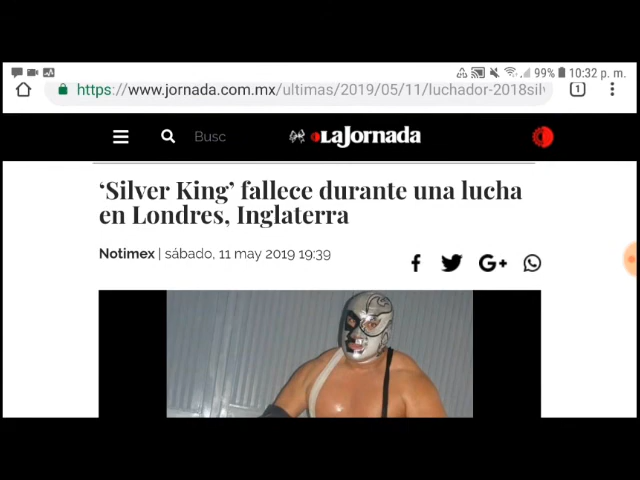 99% 10:32 p. m.
https://www.jornada.com.mx/ultimas/2019/05/11/luchador-2018silv
1
Busc
LaJornada
‘Silver King’ fallece durante una lucha
en Londres, Inglaterra
Notimex | sábado, 11 may 2019 19:39
G+